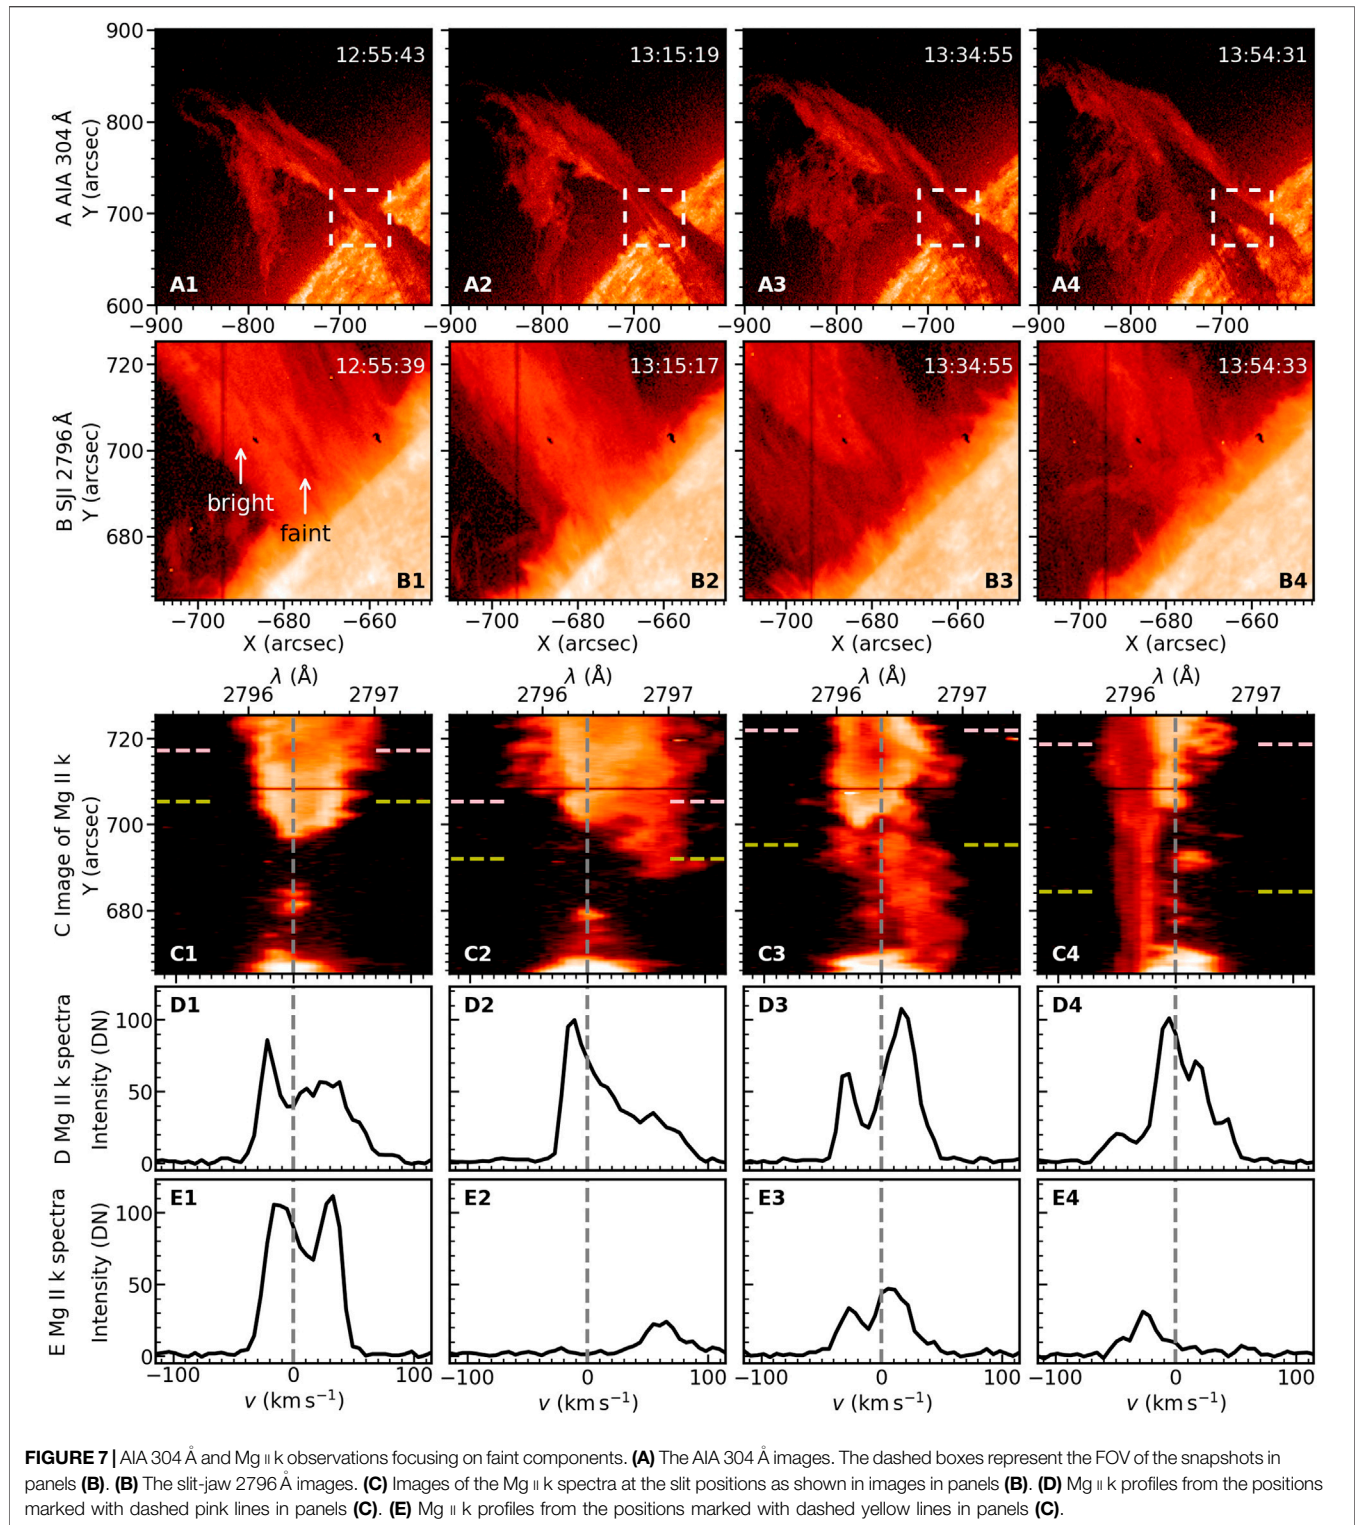 900
800
700
600
A AIA 304 Å
Y (arcsec)
12:55:43
13:15:19
13:34:55
13:54:31
A1
A2
A3
A4
−900 −800 −700 −900 −800 −700 −900 −800 −700 −900 −800 −700
720
700
680
B SJI 2796 Å
Y (arcsec)
12:55:39
13:15:17
13:34:55
13:54:33
bright
faint
B1
B2
B3
B4
−700 −680 −660 −700 −680 −660 −700 −680 −660 −700 −680 −660
X (arcsec) X (arcsec) X (arcsec) X (arcsec)
λ (Å) λ (Å) λ (Å) λ (Å)
2796 2797 2796 2797 2796 2797 2796 2797
720
700
680
C Image of Mg II k
Y (arcsec)
C1
C2
C3
C4
D Mg II k spectra
Intensity (DN)
100
50
0
D1
D2
D3
D4
E Mg II k spectra
Intensity (DN)
100
50
0
E1
E2
E3
E4
−100 0 100 −100 0 100 −100 0 100 −100 0 100
v (km s⁻¹) v (km s⁻¹) v (km s⁻¹) v (km s⁻¹)
FIGURE 7 | AIA 304 Å and Mg II k observations focusing on faint components. (A) The AIA 304 Å images. The dashed boxes represent the FOV of the snapshots in
panels (B). (B) The slit-jaw 2796 Å images. (C) Images of the Mg II k spectra at the slit positions as shown in images in panels (B). (D) Mg II k profiles from the positions
marked with dashed pink lines in panels (C). (E) Mg II k profiles from the positions marked with dashed yellow lines in panels (C).